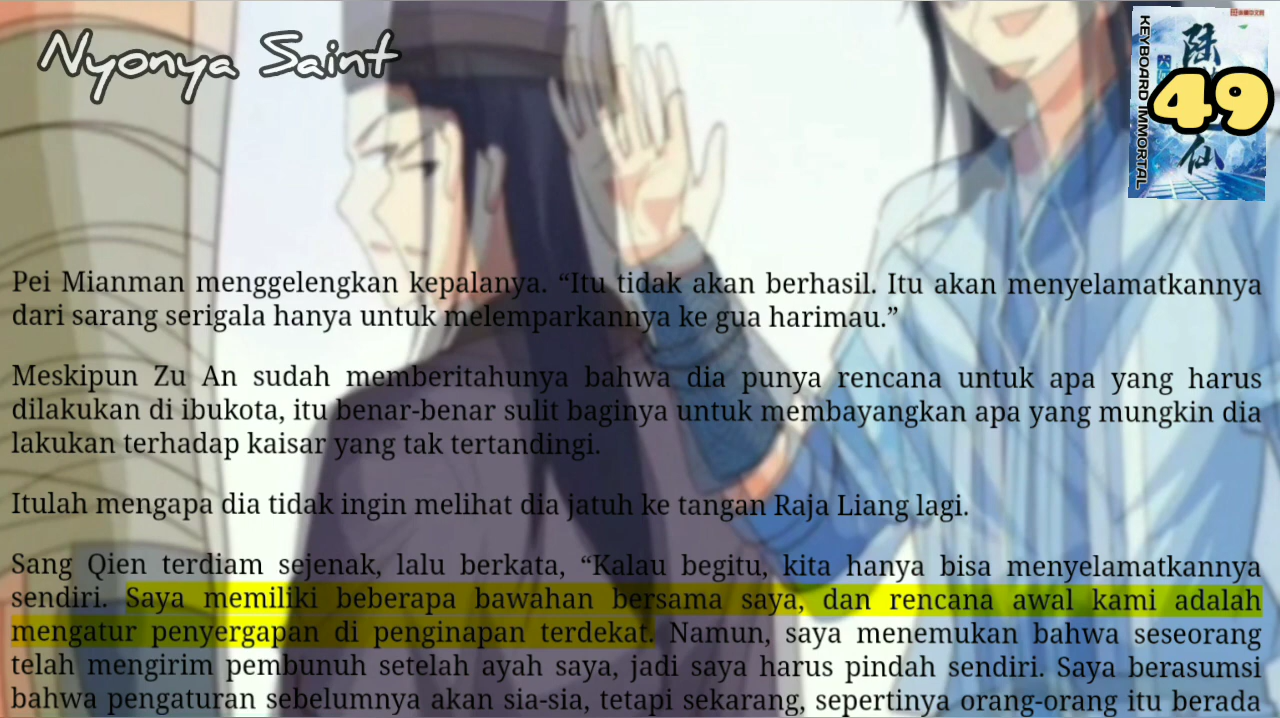 Nyonya Saint
KEYBOARD IMMORTAL
49
仙
Pei Mianman menggelengkan kepalanya. “Itu tidak akan berhasil. Itu akan menyelamatkannya
dari sarang serigala hanya untuk melemparkannya ke gua harimau.”
Meskipun Zu An sudah memberitahunya bahwa dia punya rencana untuk apa yang harus
dilakukan di ibukota, itu benar-benar sulit baginya untuk membayangkan apa yang mungkin dia
lakukan terhadap kaisar yang tak tertandingi.
Itulah mengapa dia tidak ingin melihat dia jatuh ke tangan Raja Liang lagi.
Sang Qien terdiam sejenak, lalu berkata, “Kalau begitu, kita hanya bisa menyelamatkannya
sendiri. Saya memiliki beberapa bawahan bersama saya, dan rencana awal kami adalah
mengatur penyergapan di penginapan terdekat. Namun, saya menemukan bahwa seseorang
telah mengirim pembunuh setelah ayah saya, jadi saya harus pindah sendiri. Saya berasumsi
bahwa pengaturan sebelumnya akan sia-sia, tetapi sekarang, sepertinya orang-orang itu berada